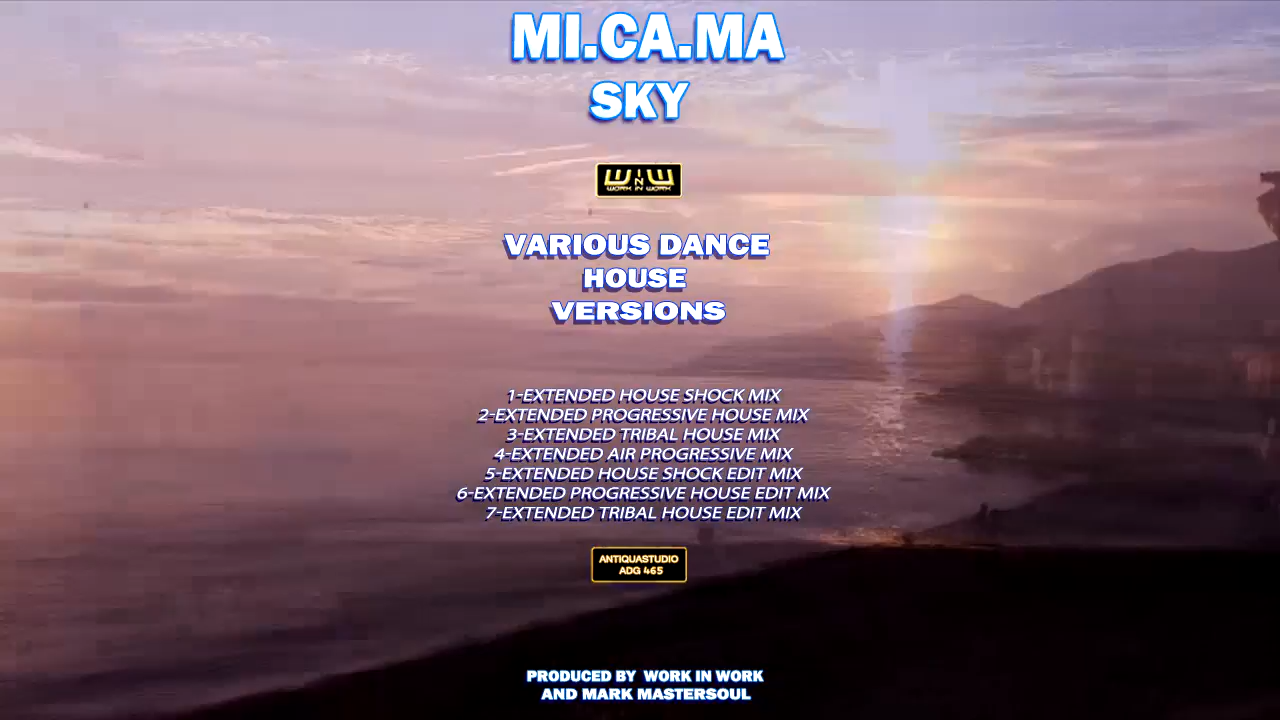 MI.CA.MA
SKY
W N W
WORK IN WORK
VARIOUS DANCE
HOUSE
VERSIONS
1-EXTENDED HOUSE SHOCK MIX
2-EXTENDED PROGRESSIVE HOUSE MIX
3-EXTENDED TRIBAL HOUSE MIX
4-EXTENDED AIR PROGRESSIVE MIX
5-EXTENDED HOUSE SHOCK EDIT MIX
6-EXTENDED PROGRESSIVE HOUSE EDIT MIX
7-EXTENDED TRIBAL HOUSE EDIT MIX
ANTIQUASTUDIO
ADG 465
PRODUCED BY WORK IN WORK
AND MARK MASTERSOUL